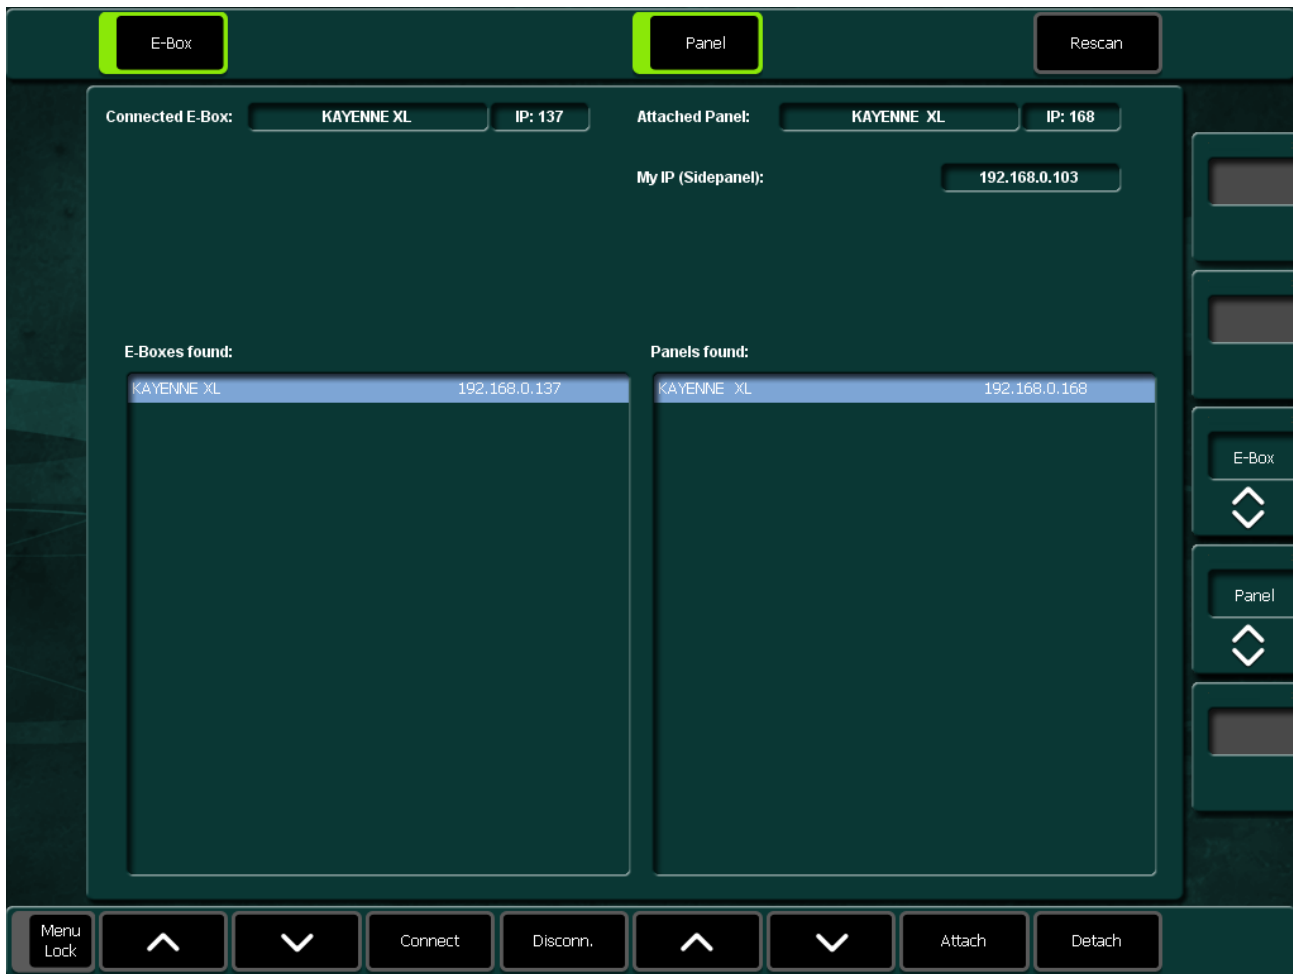 E-Box
Panel
Rescan
Connected E-Box: KAYENNE XL IP: 137
Attached Panel: KAYENNE XL IP: 168
My IP (Sidepanel): 192.168.0.103
E-Boxes found:
KAYENNE XL 192.168.0.137
Panels found:
KAYENNE XL 192.168.0.168
E-Box
Panel
Menu
Lock
Connect
Disconn.
Attach
Detach